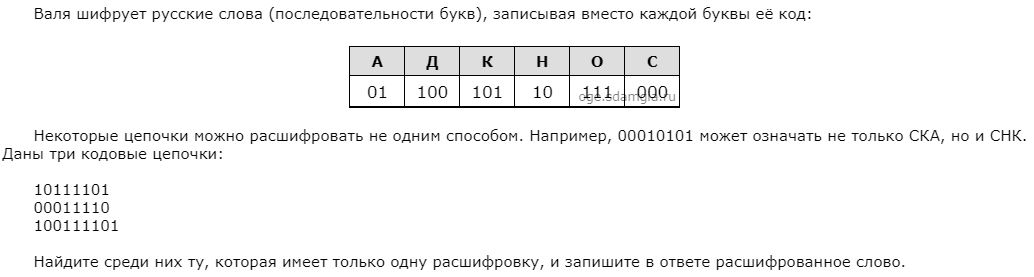 Валя шифрует русские слова (последовательности букв), записывая вместо каждой буквы её код:
А Д К Н О С
01 100 101 10 111 000
oge.sdamgia.ru
Некоторые цепочки можно расшифровать не одним способом. Например, 00010101 может означать не только СКА, но и СНК.
Даны три кодовые цепочки:
10111101
00011110
100111101
Найдите среди них ту, которая имеет только одну расшифровку, и запишите в ответе расшифрованное слово.